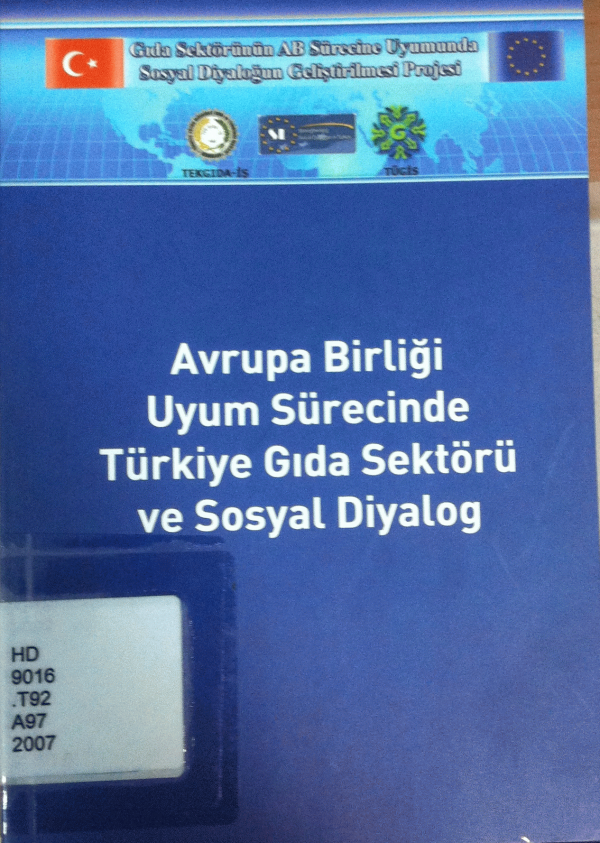 Gıda Sektörünün AB Sürecine Uyumunda
Sosyal Diyaloğun Geliştirilmesi Projesi
TEKGIDA-İŞ
TÜGİS
Avrupa Birliği
Uyum Sürecinde
Türkiye Gıda Sektörü
ve Sosyal Diyalog
HD
9016
.T92
A97
2007